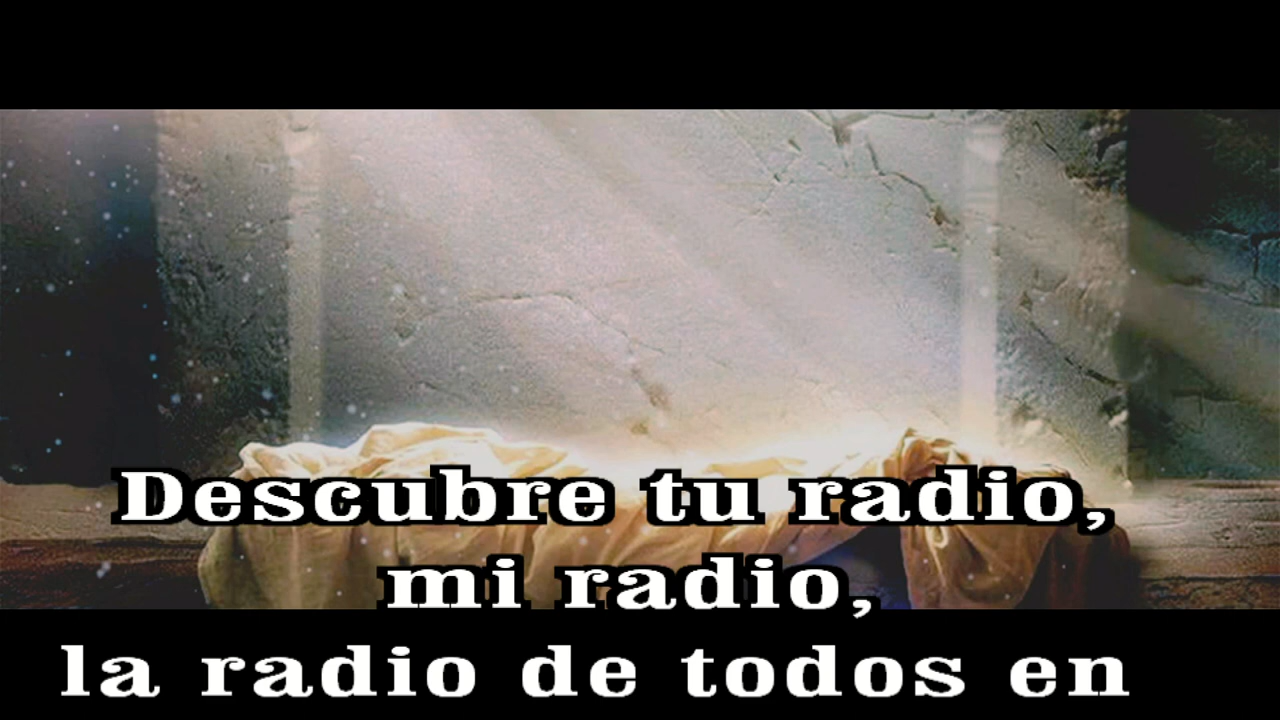 Descubre tu radio,
mi radio,
la radio de todos en